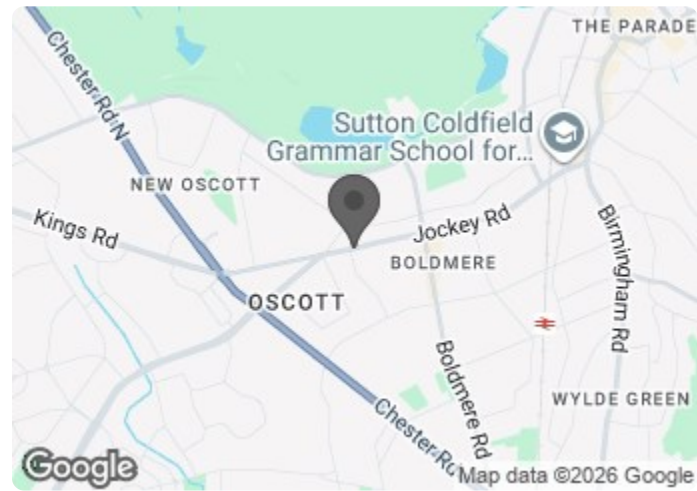 THE PARADE
Chester Rd N
Sutton Coldfield
Grammar School for...
NEW OSCOTT
Kings Rd
Jockey Rd
Birmingham Rd
BOLDMERE
OSCOTT
Boldmere Rd
WYLDE GREEN
Chester Rd
Google
Map data ©2026 Google